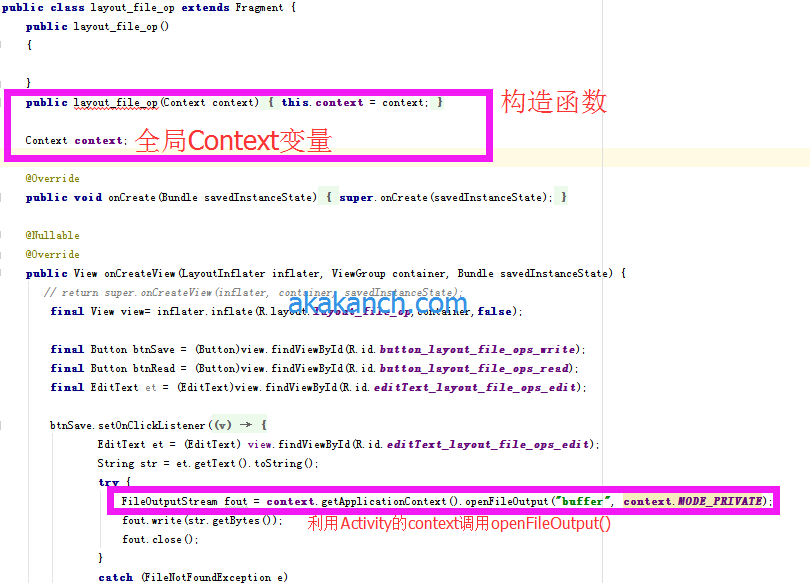 public class layout_file_op extends Fragment {
public layout_file_op()
{
}
public layout_file_op(Context context) { this.context = context; }
构造函数
Context context;
全局Context变量
@Override
public void onCreate(Bundle savedInstanceState) { super.onCreate(savedInstanceState); }
@Nullable
@Override
public View onCreateView(LayoutInflater inflater, ViewGroup container, Bundle savedInstanceState) {
// return super.onCreateView(inflater, container, savedInstanceState);
akakanch.com
final View view= inflater.inflate(R.layout.layout_file_op,container,false);
final Button btnSave = (Button)view.findViewById(R.id.button_layout_file_ops_write);
final Button btnRead = (Button)view.findViewById(R.id.button_layout_file_ops_read);
final EditText et = (EditText)view.findViewById(R.id.editText_layout_file_ops_edit);
btnSave.setOnClickListener((v) → {
EditText et = (EditText) view.findViewById(R.id.editText_layout_file_ops_edit);
String str = et.getText().toString();
try {
FileOutputStream fout = context.getApplicationContext().openFileOutput("buffer", context.MODE_PRIVATE);
fout.write(str.getBytes());
利用Activity的context调用openFileOutput()
fout.close();
}
catch (FileNotFoundException e)